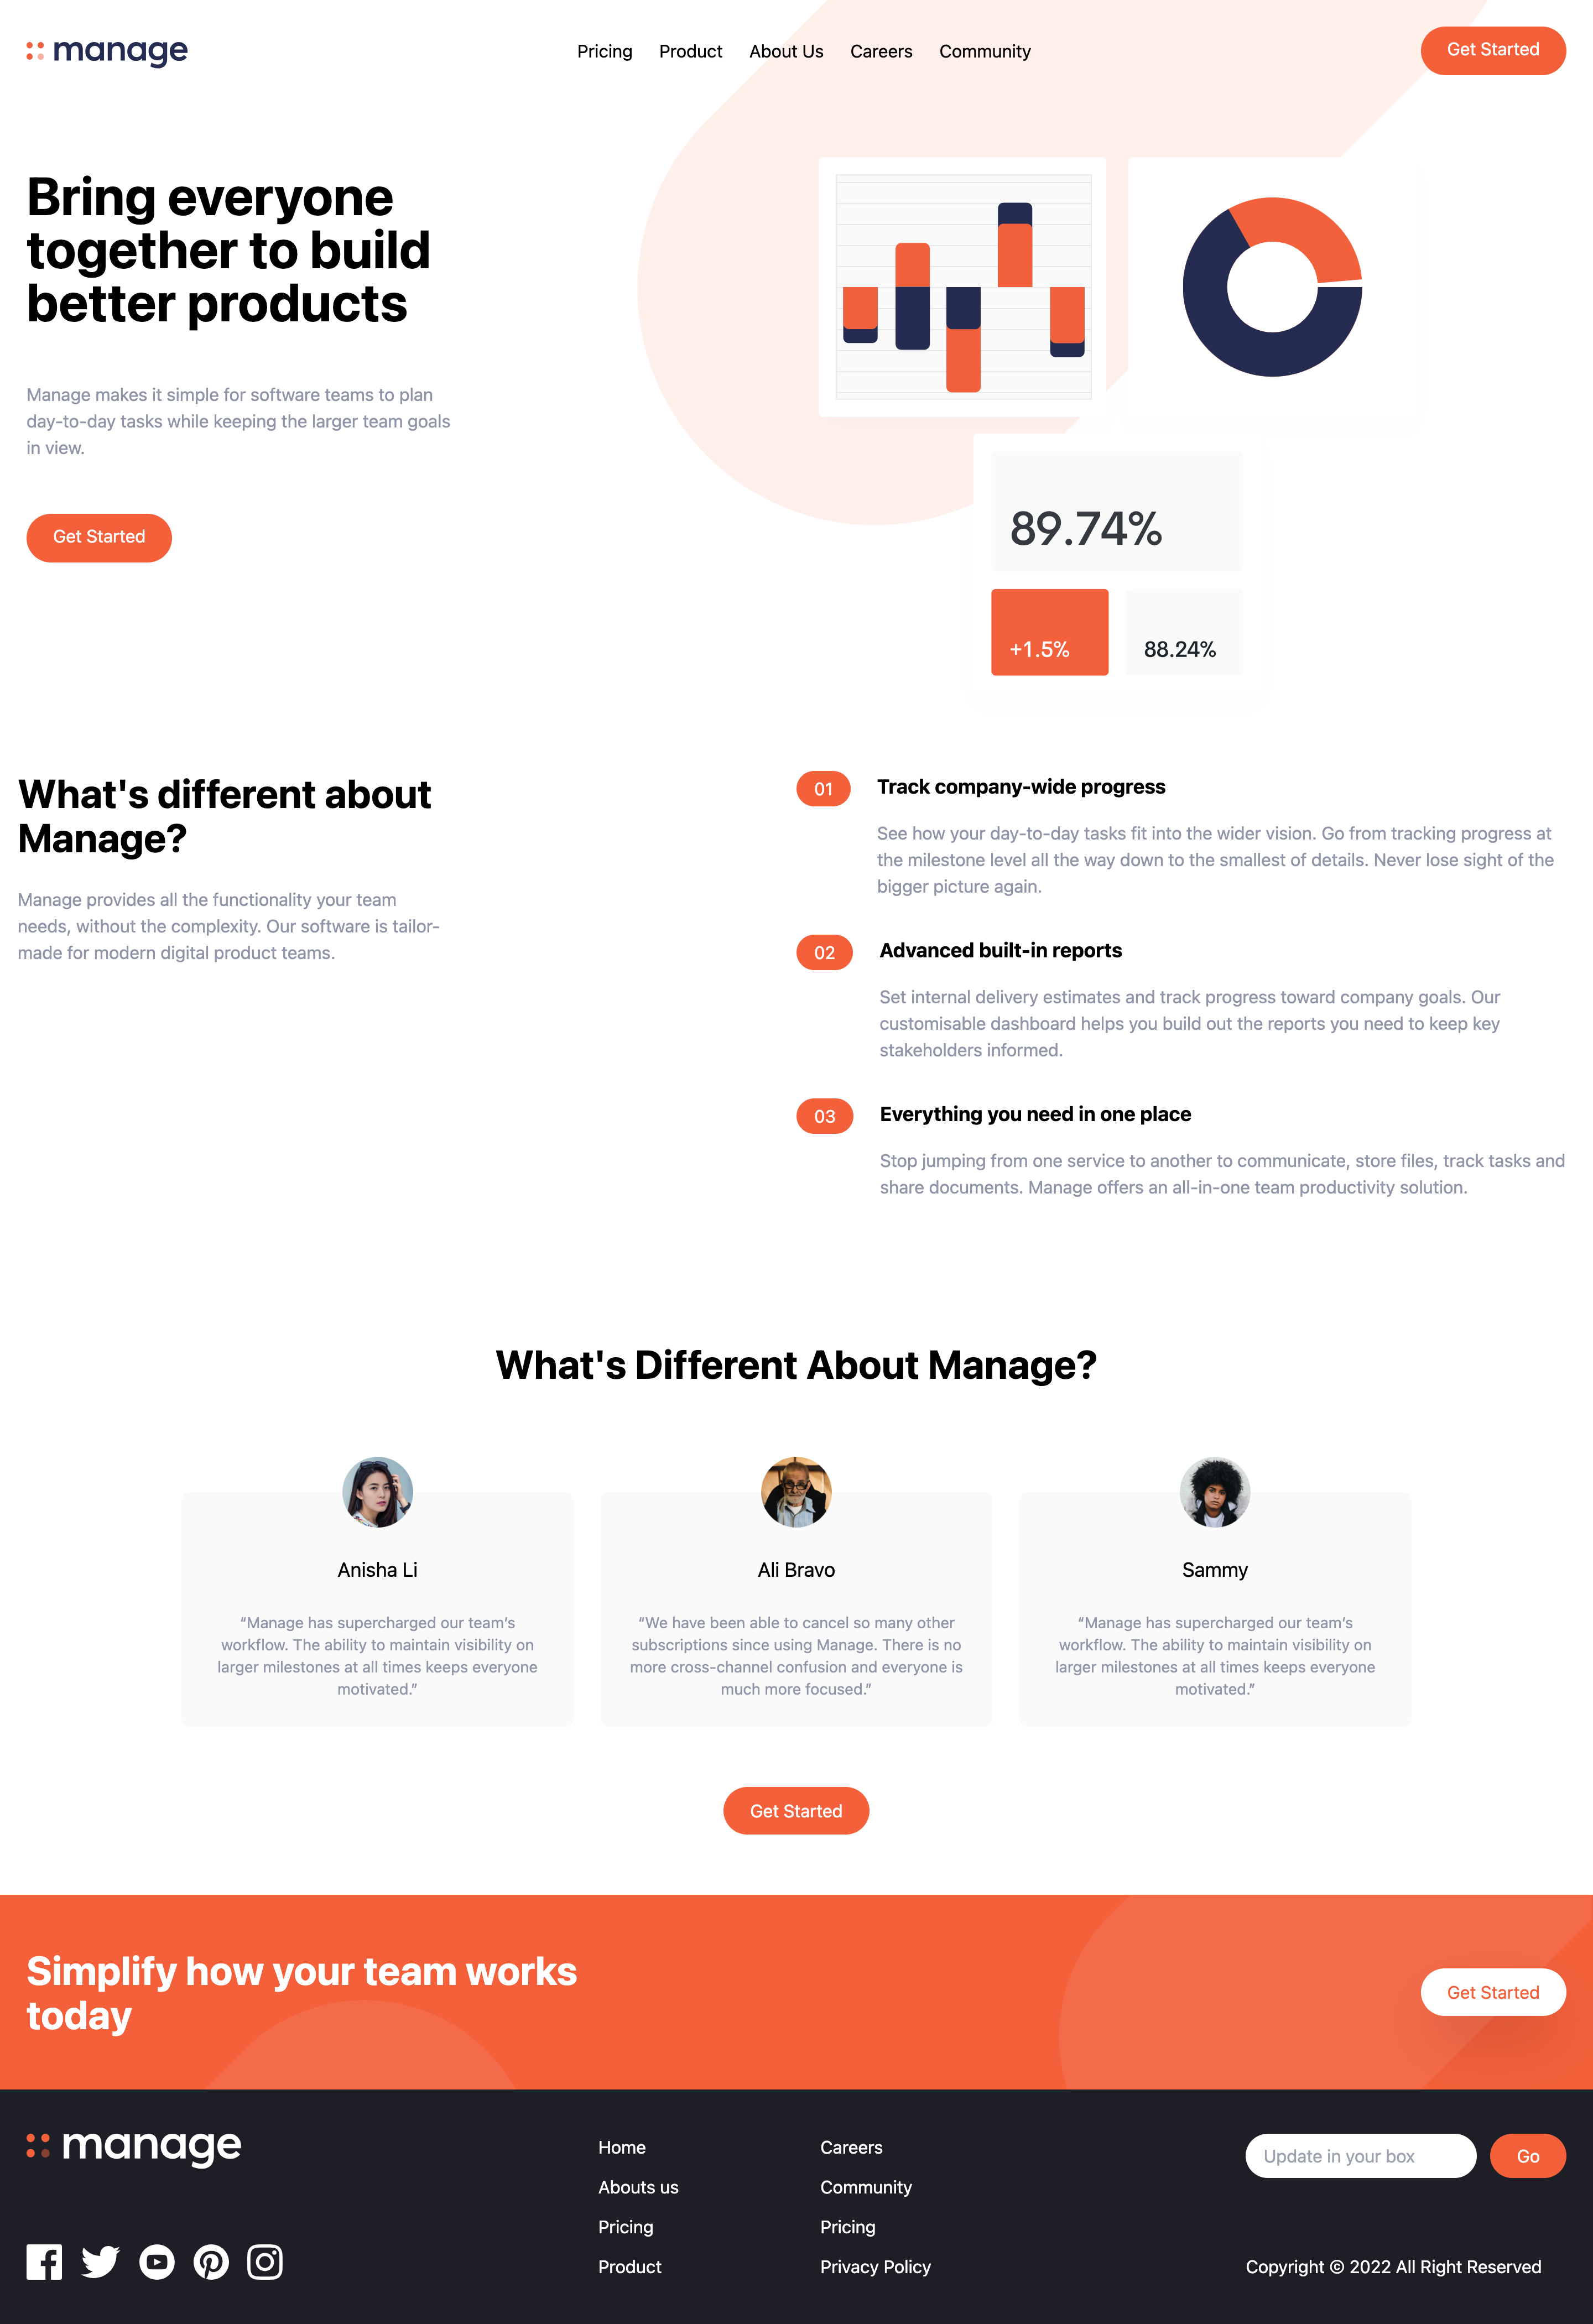 manage
Pricing Product About Us Careers Community
Get Started
Bring everyone
together to build
better products
Manage makes it simple for software teams to plan
day-to-day tasks while keeping the larger team goals
in view.
Get Started
89.74%
+1.5%
88.24%
What's different about
Manage?
Manage provides all the functionality your team
needs, without the complexity. Our software is tailor-
made for modern digital product teams.
01
Track company-wide progress
See how your day-to-day tasks fit into the wider vision. Go from tracking progress at
the milestone level all the way down to the smallest of details. Never lose sight of the
bigger picture again.
02
Advanced built-in reports
Set internal delivery estimates and track progress toward company goals. Our
customisable dashboard helps you build out the reports you need to keep key
stakeholders informed.
03
Everything you need in one place
Stop jumping from one service to another to communicate, store files, track tasks and
share documents. Manage offers an all-in-one team productivity solution.
What's Different About Manage?
Anisha Li
“Manage has supercharged our team’s
workflow. The ability to maintain visibility on
larger milestones at all times keeps everyone
motivated.”
Ali Bravo
“We have been able to cancel so many other
subscriptions since using Manage. There is no
more cross-channel confusion and everyone is
much more focused.”
Sammy
“Manage has supercharged our team’s
workflow. The ability to maintain visibility on
larger milestones at all times keeps everyone
motivated.”
Get Started
Simplify how your team works
today
Get Started
manage
Home
Abouts us
Pricing
Product
Careers
Community
Pricing
Privacy Policy
Update in your box
Go
Copyright © 2022 All Right Reserved